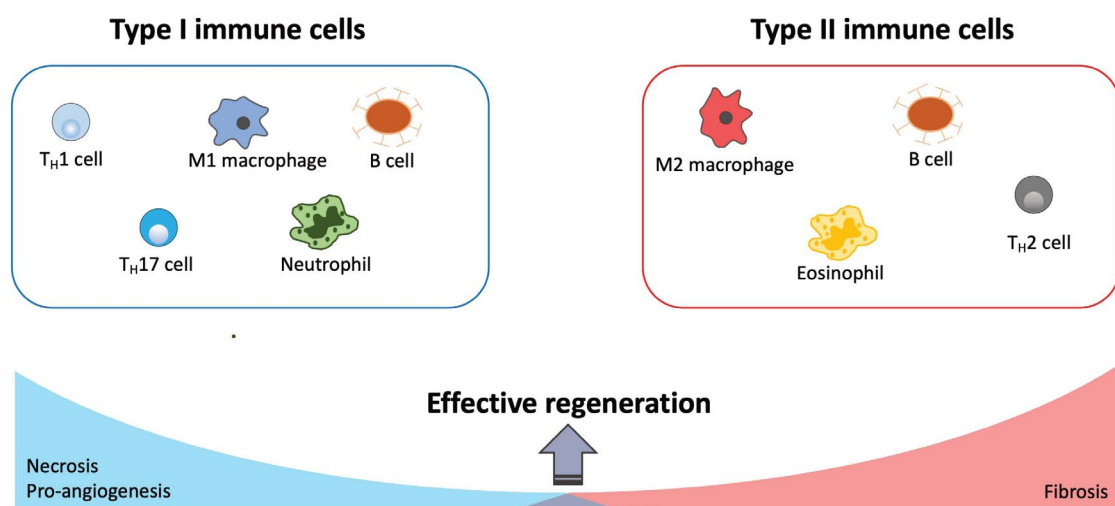 Type I immune cells
Type II immune cells
TH1 cell
M1 macrophage
B cell
TH17 cell
Neutrophil
M2 macrophage
B cell
TH2 cell
Eosinophil
Effective regeneration
Necrosis
Pro-angiogenesis
Fibrosis